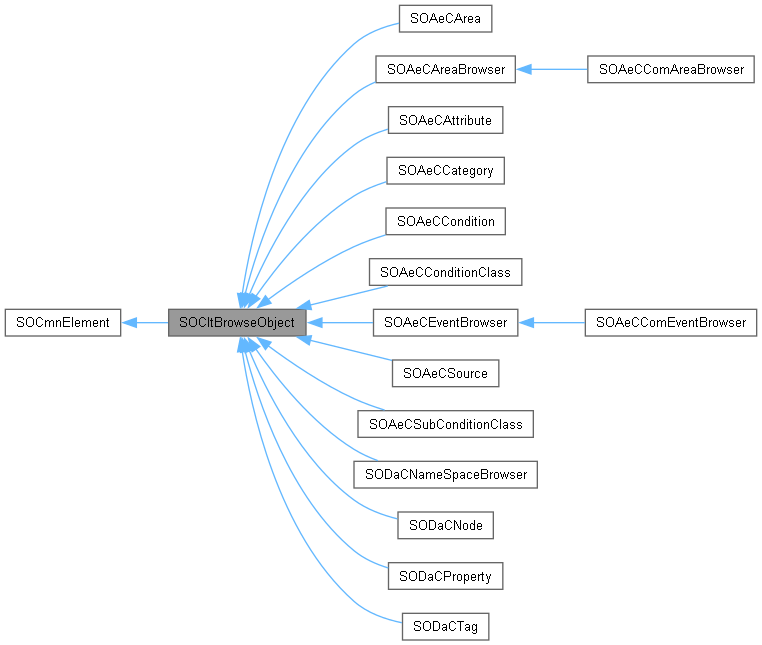 SOAeCArea
SOAeCAreaBrowser
SOAeCComAreaBrowser
SOAeCAttribute
SOAeCCategory
SOAeCCondition
SOAeCConditionClass
SOCmnElement
SOCltBrowseObject
SOAeCEventBrowser
SOAeCComEventBrowser
SOAeCSource
SOAeCSubConditionClass
SODaCNameSpaceBrowser
SODaCNode
SODaCProperty
SODaCTag